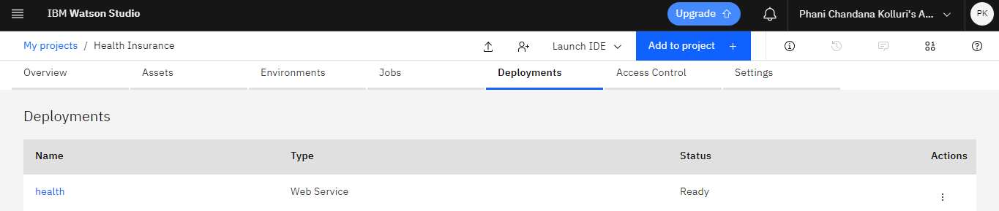 IBM Watson Studio Upgrade Phani Chandana Kolluri's A... PK
My projects / Health Insurance Launch IDE Add to project +
Overview Assets Environments Jobs Deployments Access Control Settings
Deployments
Name Type Status Actions
health Web Service Ready